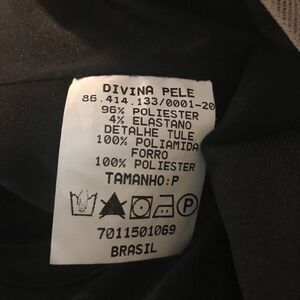 DIVINA PELE
86.414.133/0001-20
96% POLIESTER
4% ELASTANO
DETALHE TULE
100% POLIAMIDA
FORRO
100% POLIESTER
TAMANHO:P
P
7011501069
BRASIL